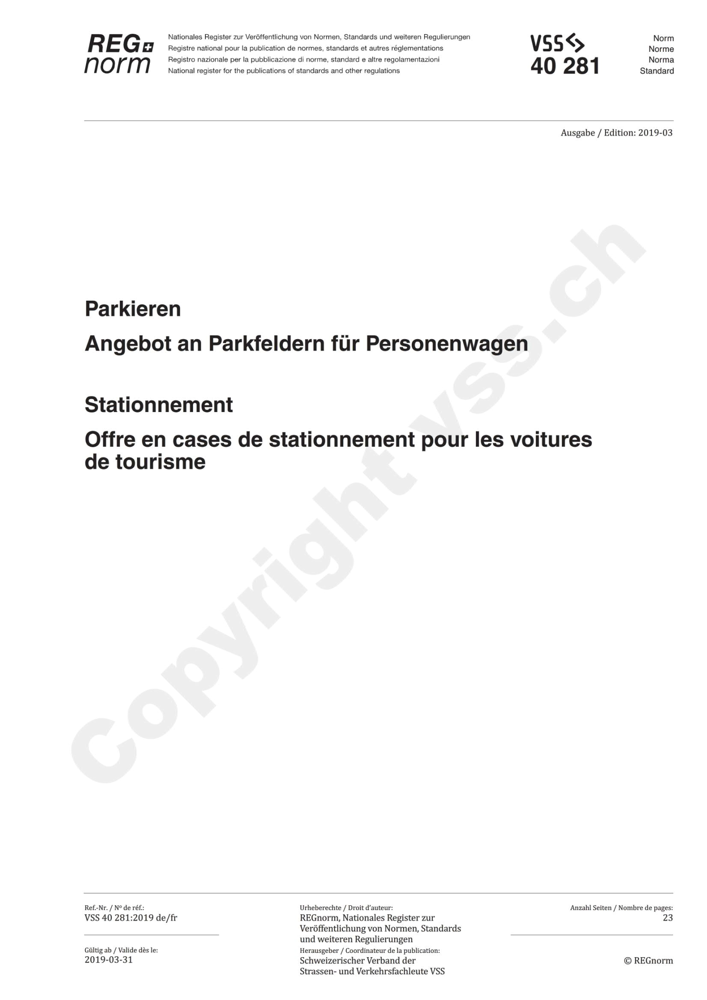 REG norm
Nationales Register zur Veröffentlichung von Normen, Standards und weiteren Regulierungen
Registre national pour la publication de normes, standards et autres réglementations
Registro nazionale per la pubblicazione di norme, standard e altre regolamentazioni
National register for the publications of standards and other regulations
VSS
40 281
Norm
Norme
Norma
Standard
Ausgabe / Edition: 2019-03
Parkieren
Angebot an Parkfeldern für Personenwagen
Stationnement
Offre en cases de stationnement pour les voitures
de tourisme
Copyright vss.ch
Ref.-Nr. / Nº de réf.:
VSS 40 281:2019 de/fr
Gültig ab / Valide dès le:
2019-03-31
Urheberechte / Droit d'auteur:
REGnorm, Nationales Register zur
Veröffentlichung von Normen, Standards
und weiteren Regulierungen
Herausgeber / Coordinateur de la publication:
Schweizerischer Verband der
Strassen- und Verkehrsfachleute VSS
Anzahl Seiten / Nombre de pages:
23
© REGnorm